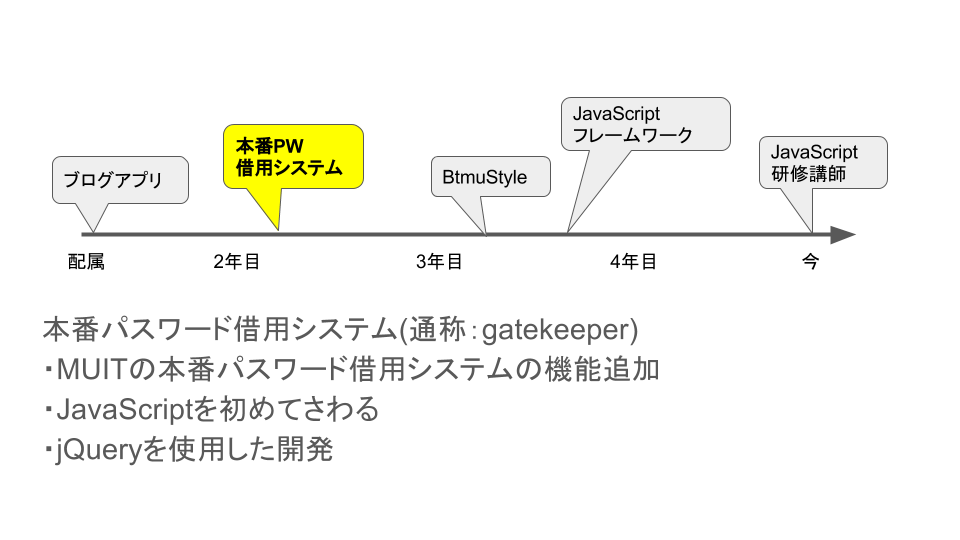 ブログアプリ
本番PW
借用システム
BtmuStyle
JavaScript
フレームワーク
JavaScript
研修講師
配属
2年目
3年目
4年目
今
本番パスワード借用システム(通称：gatekeeper)
・MUITの本番パスワード借用システムの機能追加
・JavaScriptを初めてさわる
・jQueryを使用した開発